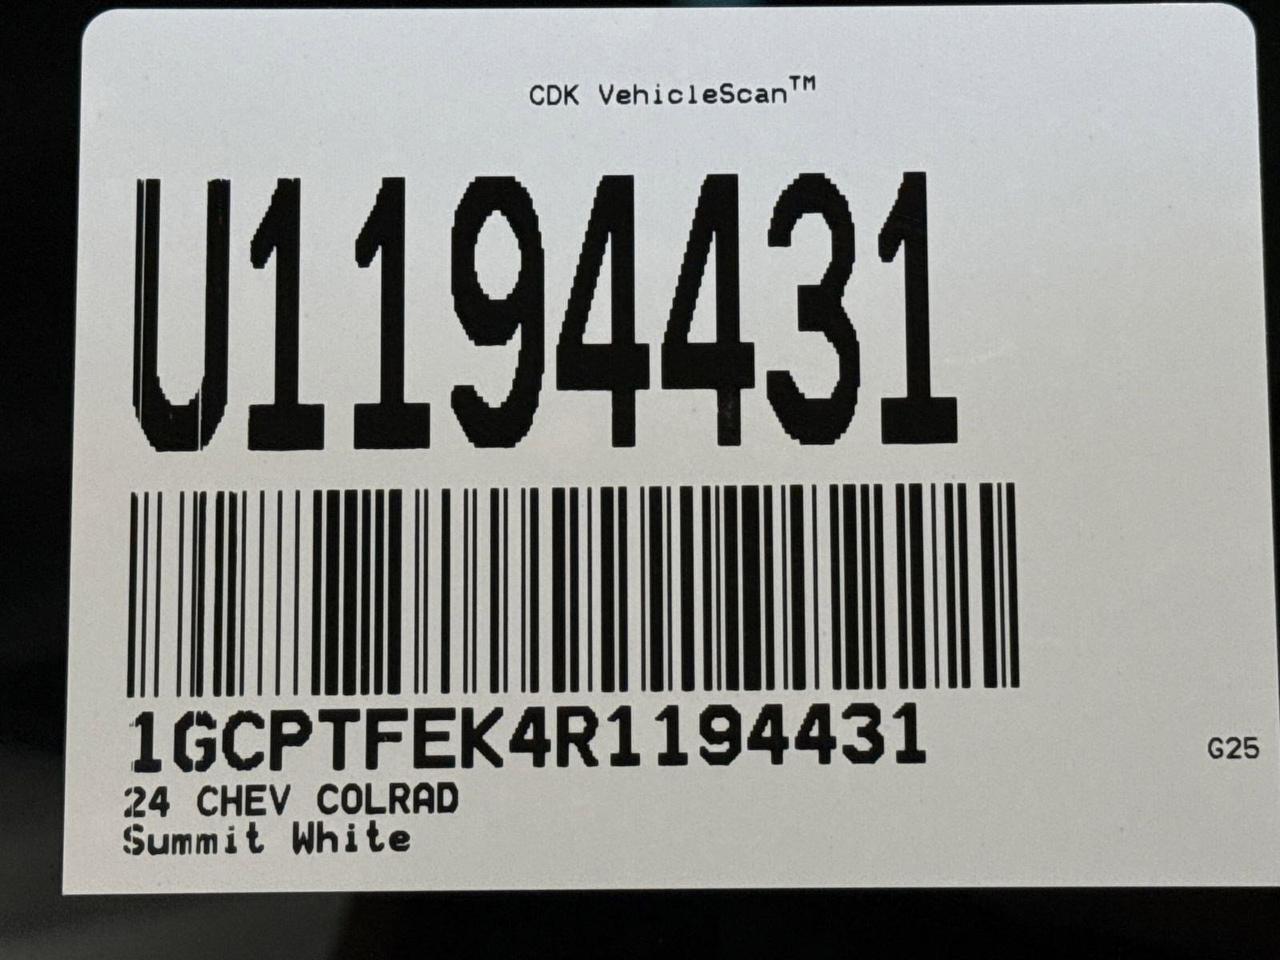 CDK VehicleScan™
U1194431
1GCPTFEK4R1194431
G25
24 CHEV COLRAD
Summit White